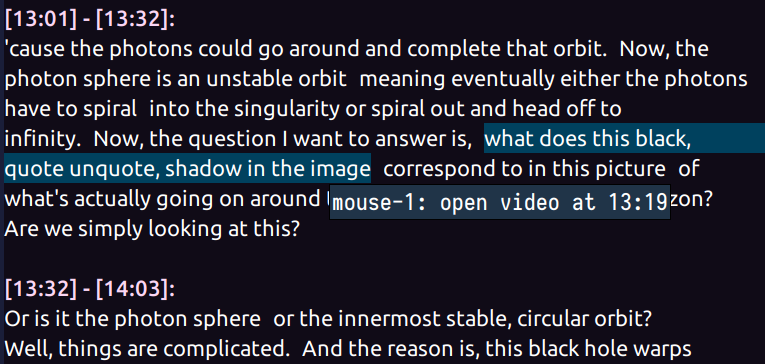 [13:01] - [13:32]:
'cause the photons could go around and complete that orbit.  Now, the
photon sphere is an unstable orbit  meaning eventually either the photons
have to spiral  into the singularity or spiral out and head off to
infinity.  Now, the question I want to answer is,  what does this black,
quote unquote, shadow in the image  correspond to in this picture  of
what's actually going on around
mouse-1: open video at 13:19
Are we simply looking at this?
[13:32] - [14:03]:
Or is it the photon sphere  or the innermost stable, circular orbit?
Well, things are complicated.  And the reason is, this black hole warps